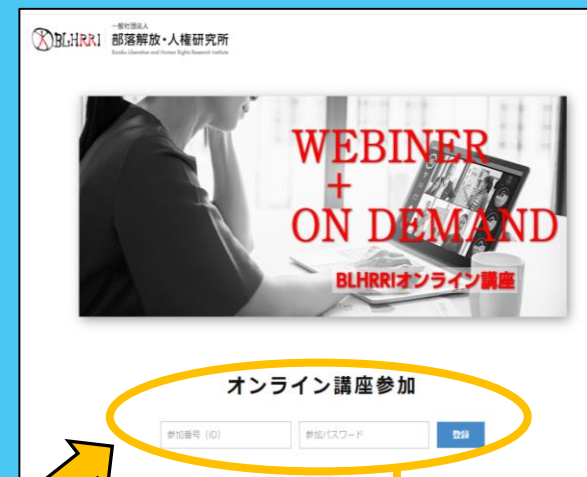 BLHRRI
一般社団法人
部落解放・人権研究所
Buraku Liberation and Human Rights Research Institute
WEBINER
+
ON DEMAND
BLHRRIオンライン講座
オンライン講座参加
参加番号（ID）
参加パスワード
登録